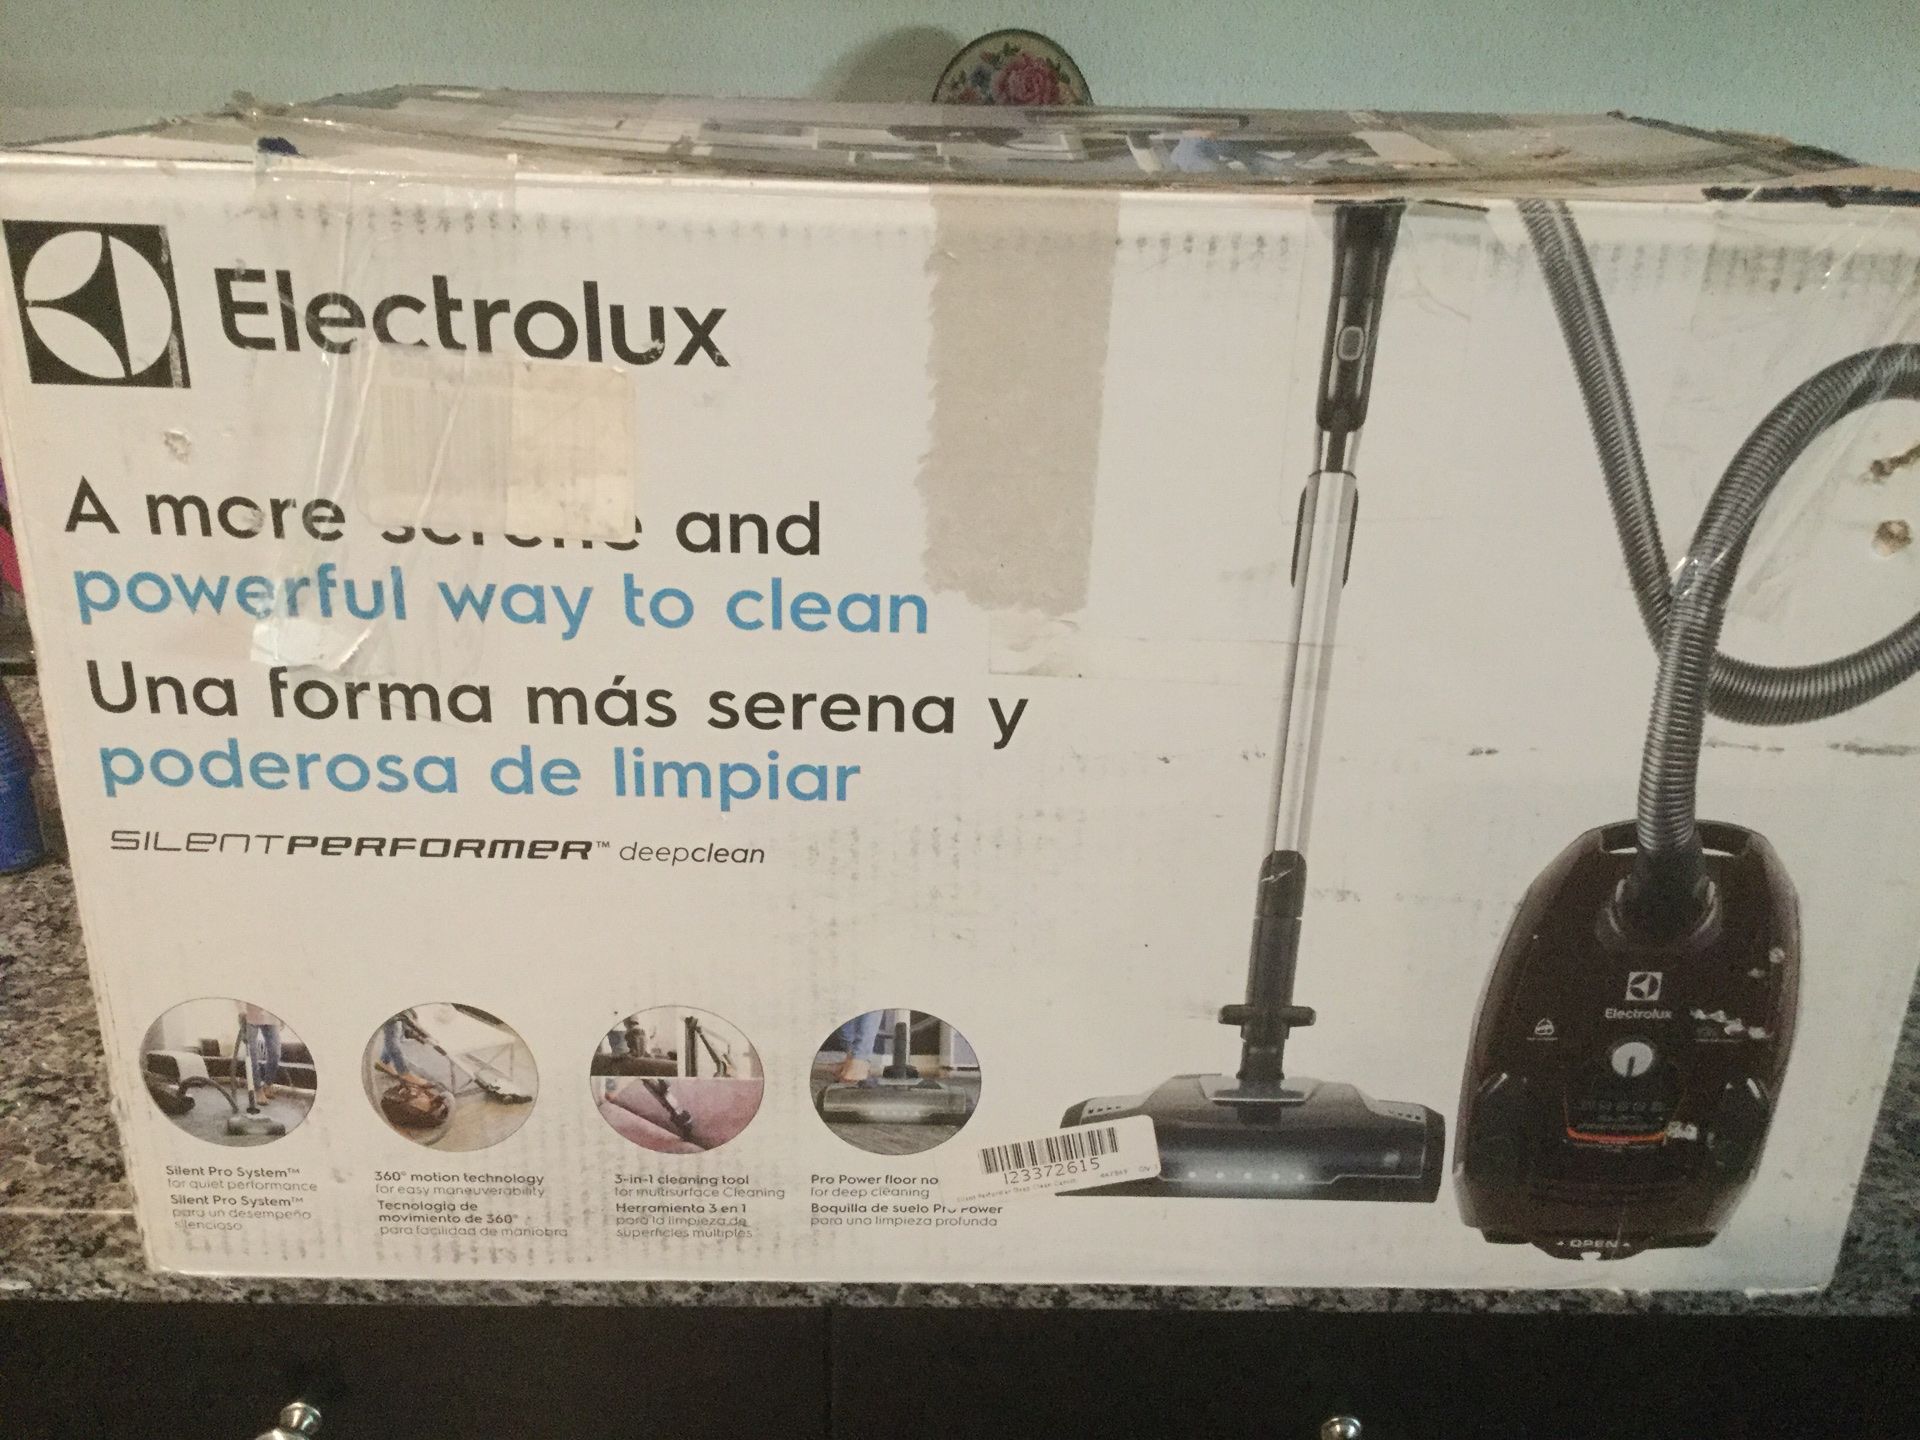 Electrolux
A more serene and
powerful way to clean
Una forma más serena y
poderosa de limpiar
SILENTPERFORMER™ deepclean
Silent Pro System™
for quiet performance
Silent Pro System™
para un desempeño
silencioso
360° motion technology
for easy maneuverability
Tecnología de
movimiento de 360°
para facilidad de maniobra
3-in-1 cleaning tool
for multisurface Cleaning
Herramienta 3 en 1
para la limpieza de
superficies múltiples
Pro Power floor no
for deep cleaning
Boquilla de suelo Pro Power
para una limpieza profunda
123372615
Electrolux
OPEN